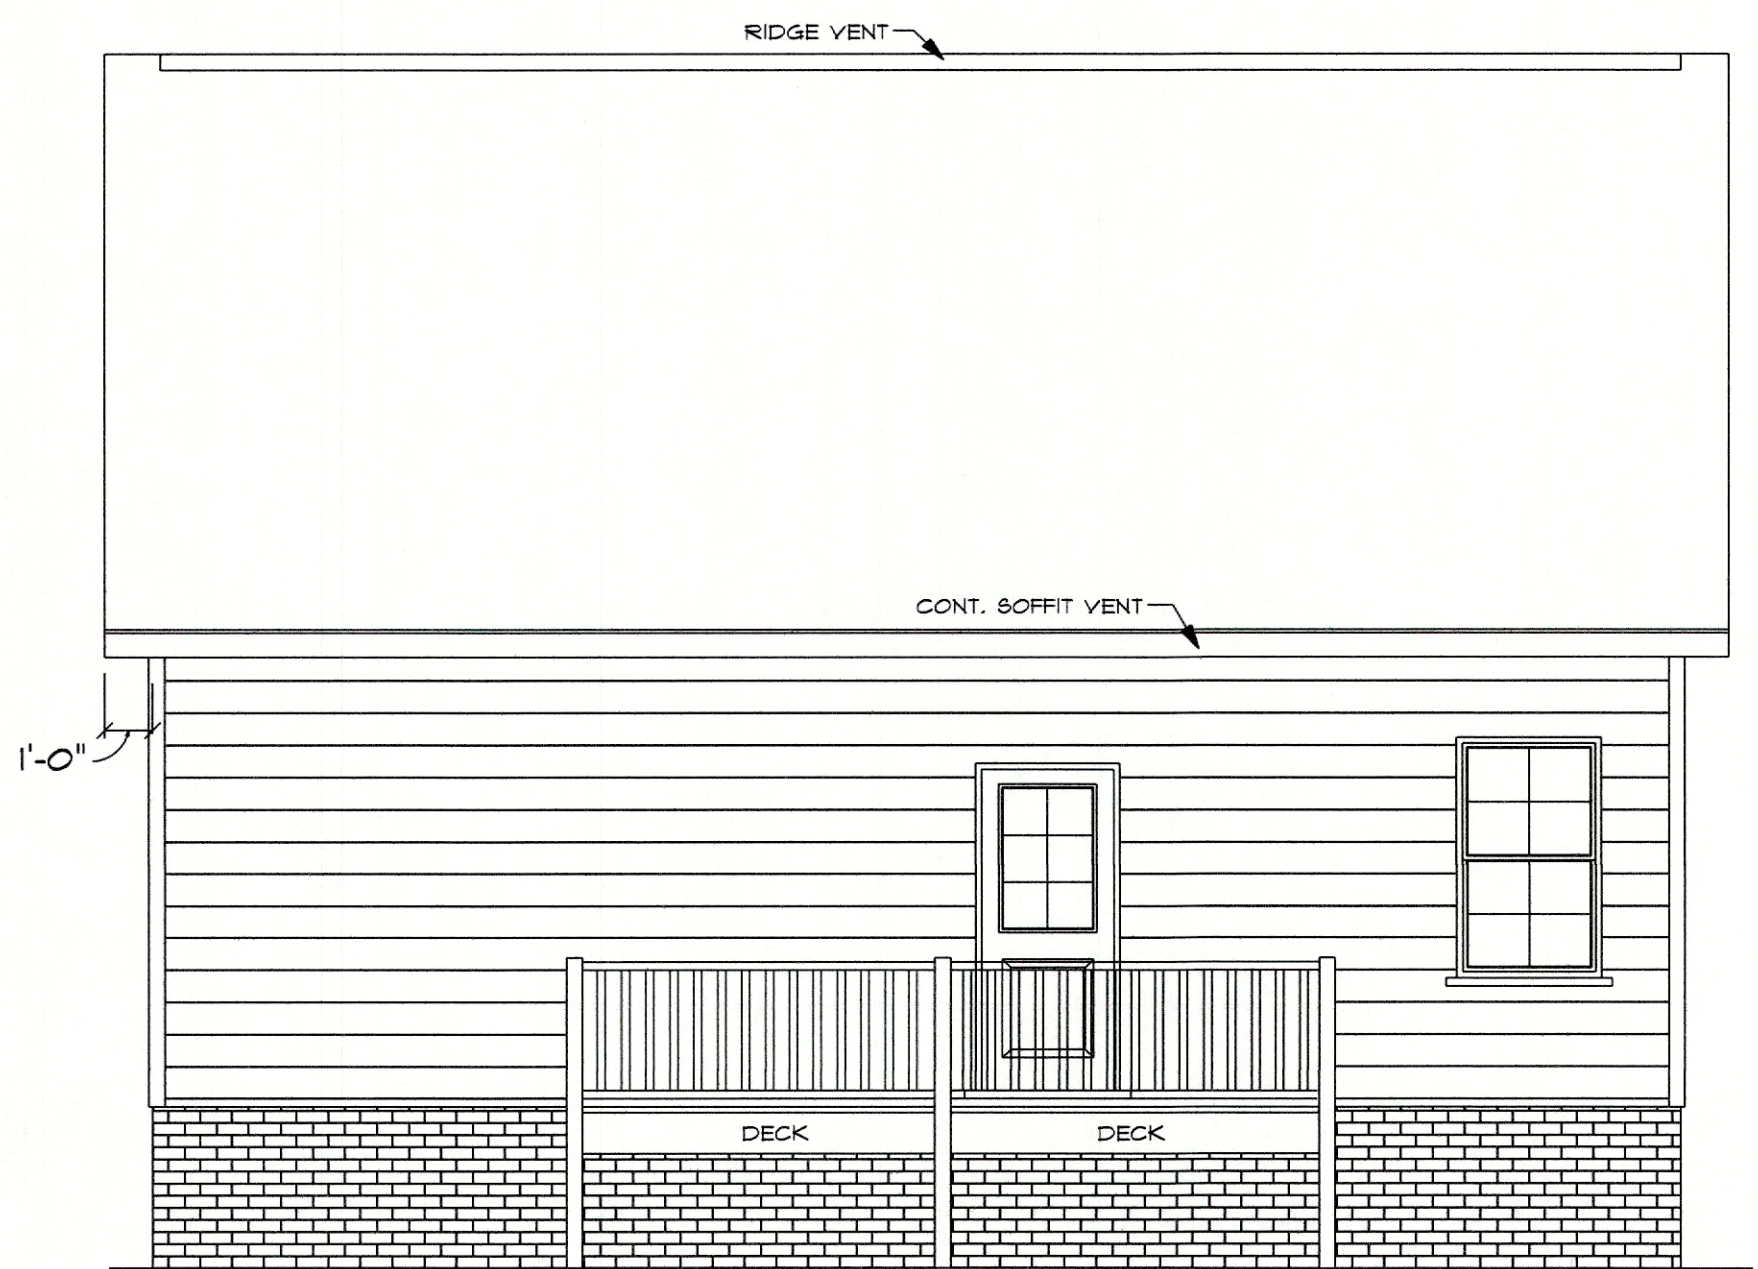 RIDGE VENT
CONT. SOFFIT VENT
1'-0"
DECK
DECK